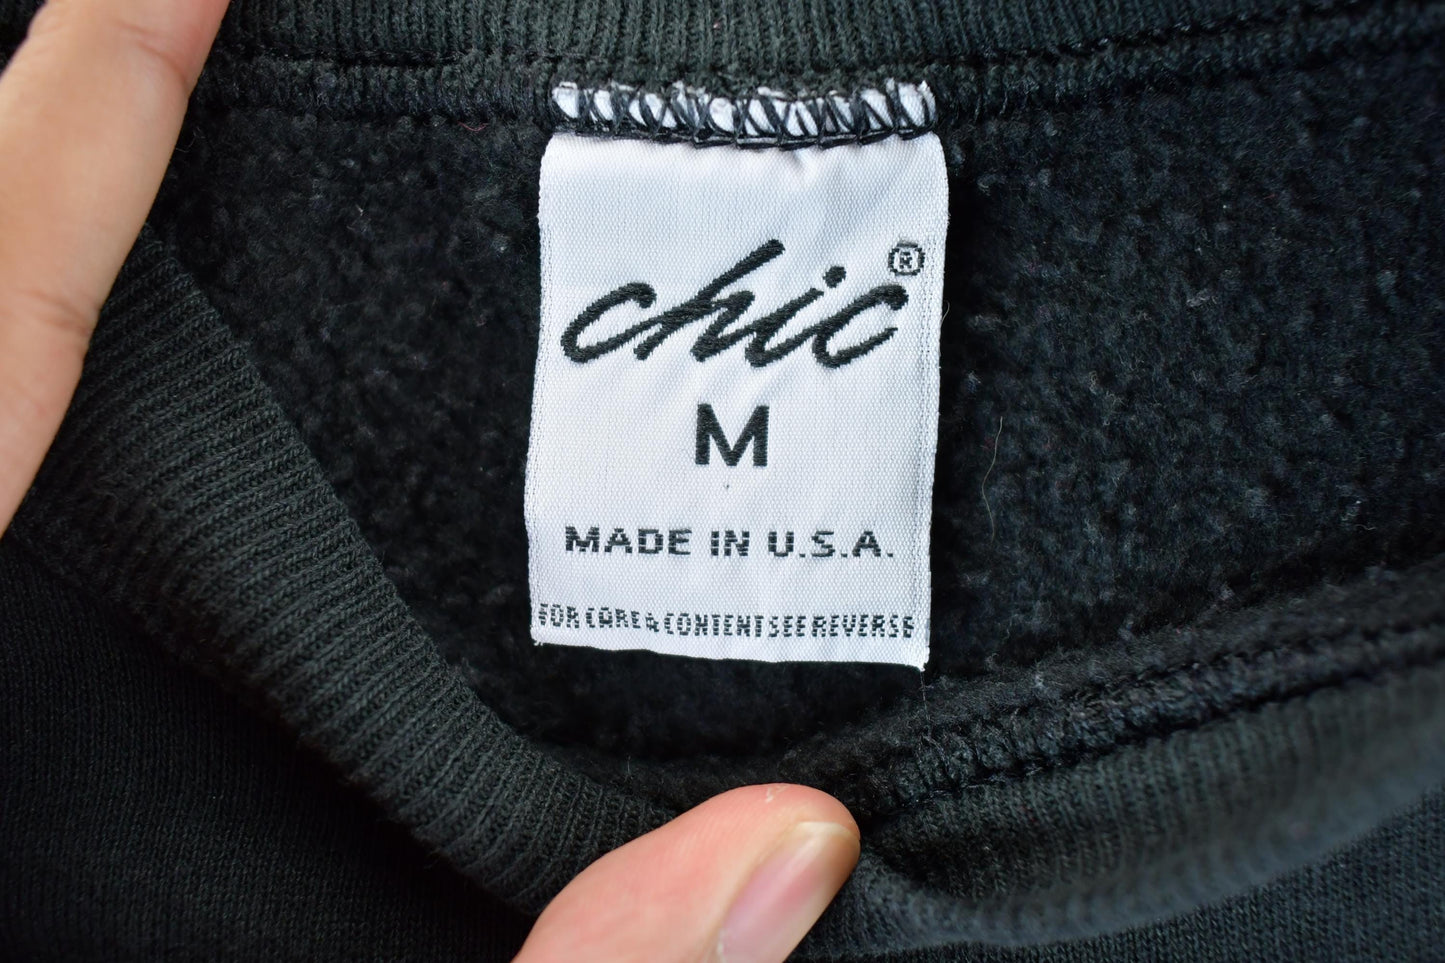 chic®
M
MADE IN U.S.A.
FOR CARE & CONTENT SEE REVERSE